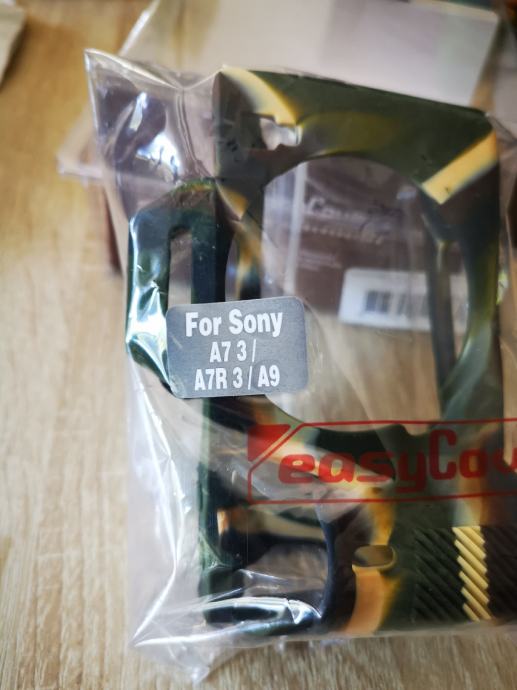 For Sony
A7 3 /
A7R 3 / A9
easyCov